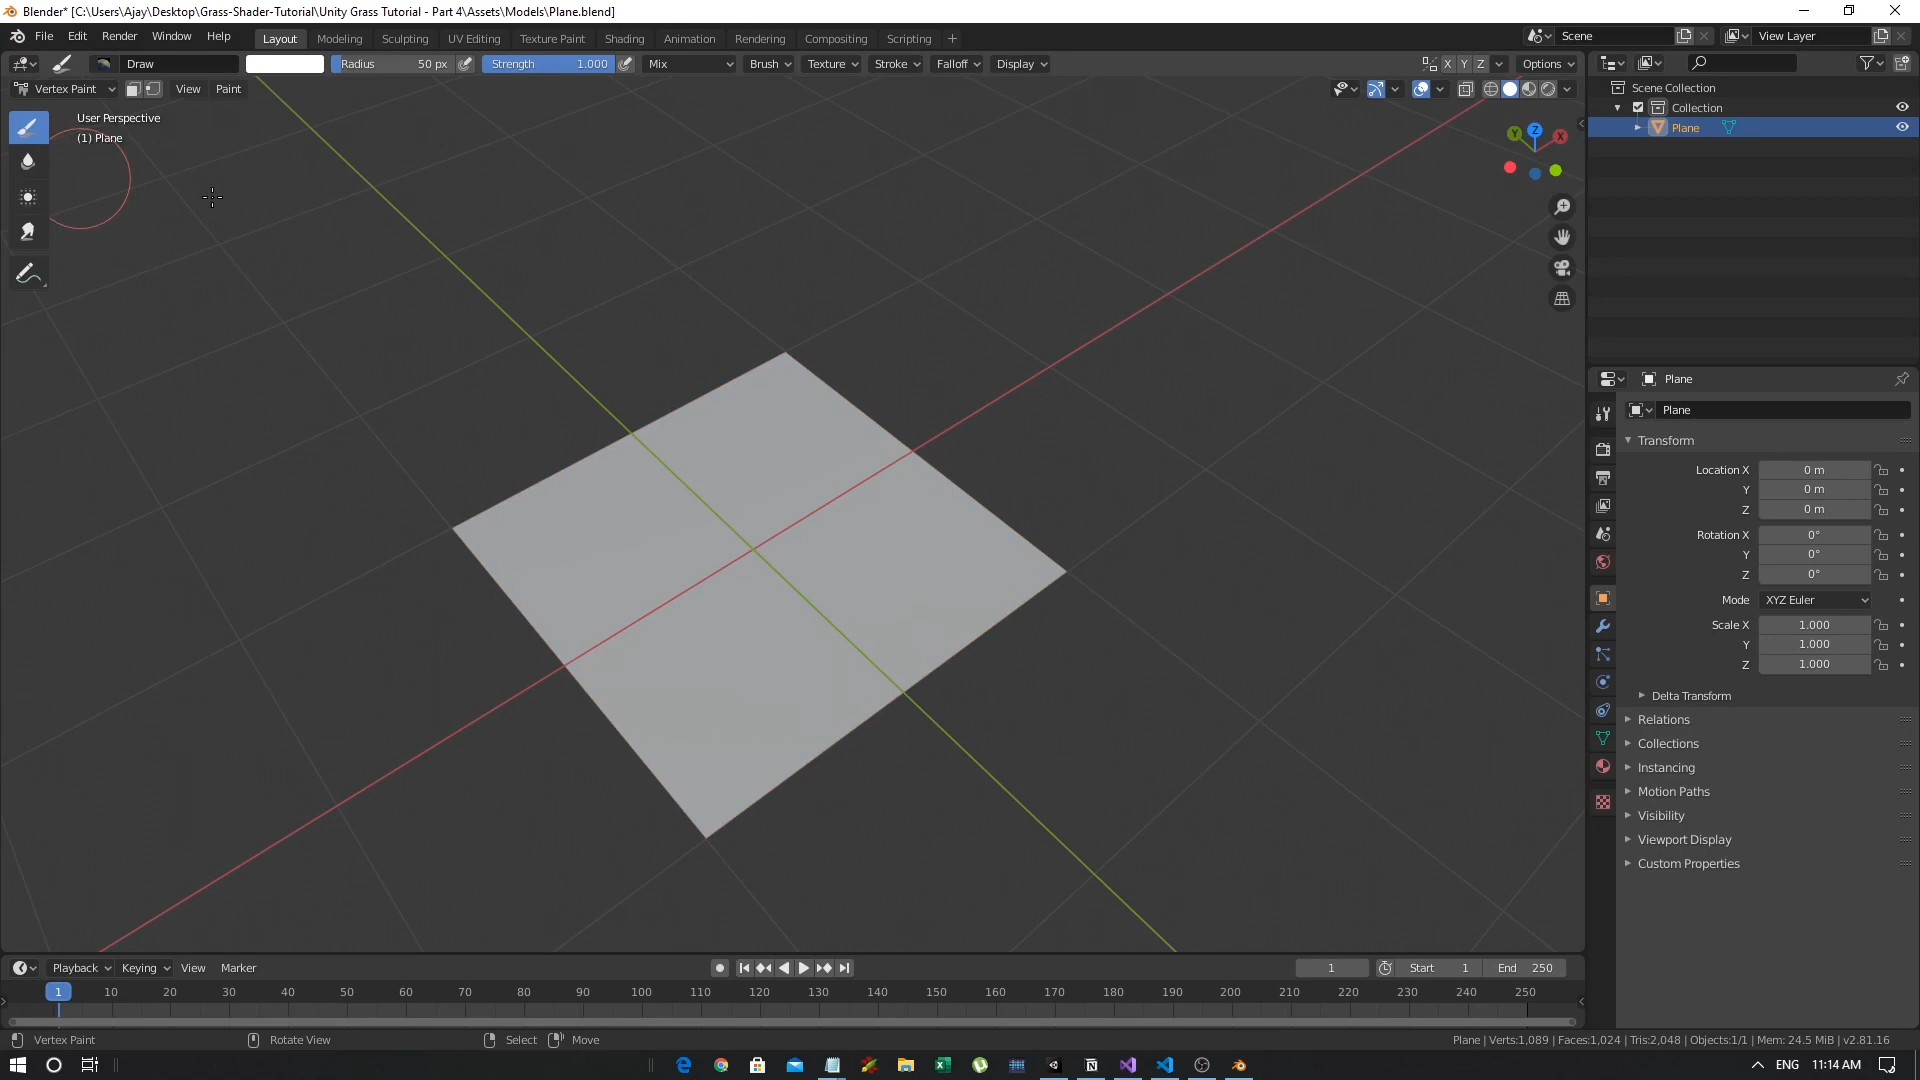 Blender* [C:\Users\Ajay\Desktop\Grass-Shader-Tutorial\Unity Grass Tutorial - Part 4\Assets\Models\Plane.blend]
File Edit Render Window Help Layout Modeling Sculpting UV Editing Texture Paint Shading Animation Rendering Compositing Scripting + Scene View Layer
Draw Radius 50 px Strength 1.000 Mix Brush Texture Stroke Falloff Display X Y Z Options
Vertex Paint View Paint
User Perspective
(1) Plane
Y Z X
Scene Collection
Collection
Plane
Plane
Plane
Transform
Location X 0 m
Y 0 m
Z 0 m
Rotation X 0°
Y 0°
Z 0°
Mode XYZ Euler
Scale X 1.000
Y 1.000
Z 1.000
Delta Transform
Relations
Collections
Instancing
Motion Paths
Visibility
Viewport Display
Custom Properties
Playback Keying View Marker 1 Start 1 End 250
1 10 20 30 40 50 60 70 80 90 100 110 120 130 140 150 160 170 180 190 200 210 220 230 240 250
Vertex Paint Rotate View Select Move Plane | Verts:1,089 | Faces:1,024 | Tris:2,048 | Objects:1/1 | Mem: 24.5 MiB | v2.81.16
ENG 11:14 AM